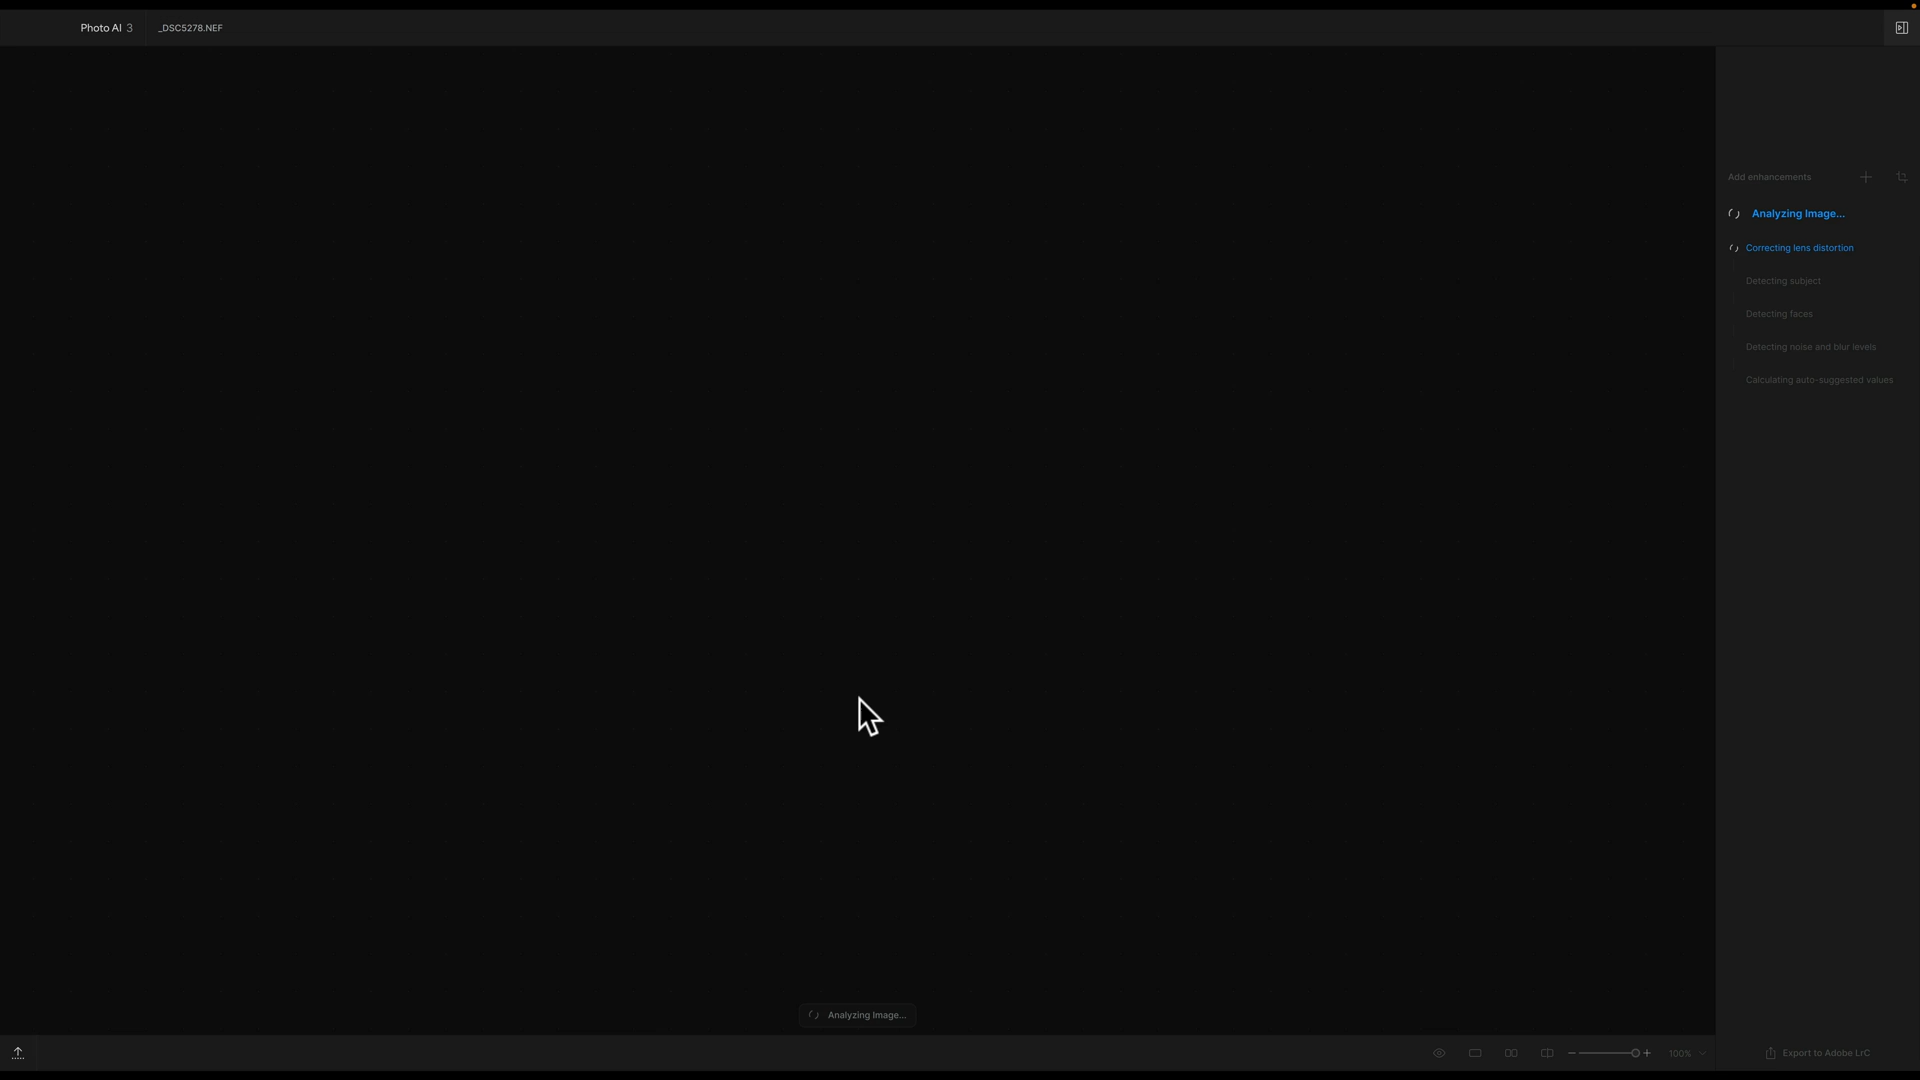 Photo AI 3
_DSC5278.NEF
Add enhancements
Analyzing Image...
Correcting lens distortion
Detecting subject
Detecting faces
Detecting noise and blur levels
Calculating auto-suggested values
Analyzing Image...
100%
Export to Adobe LrC